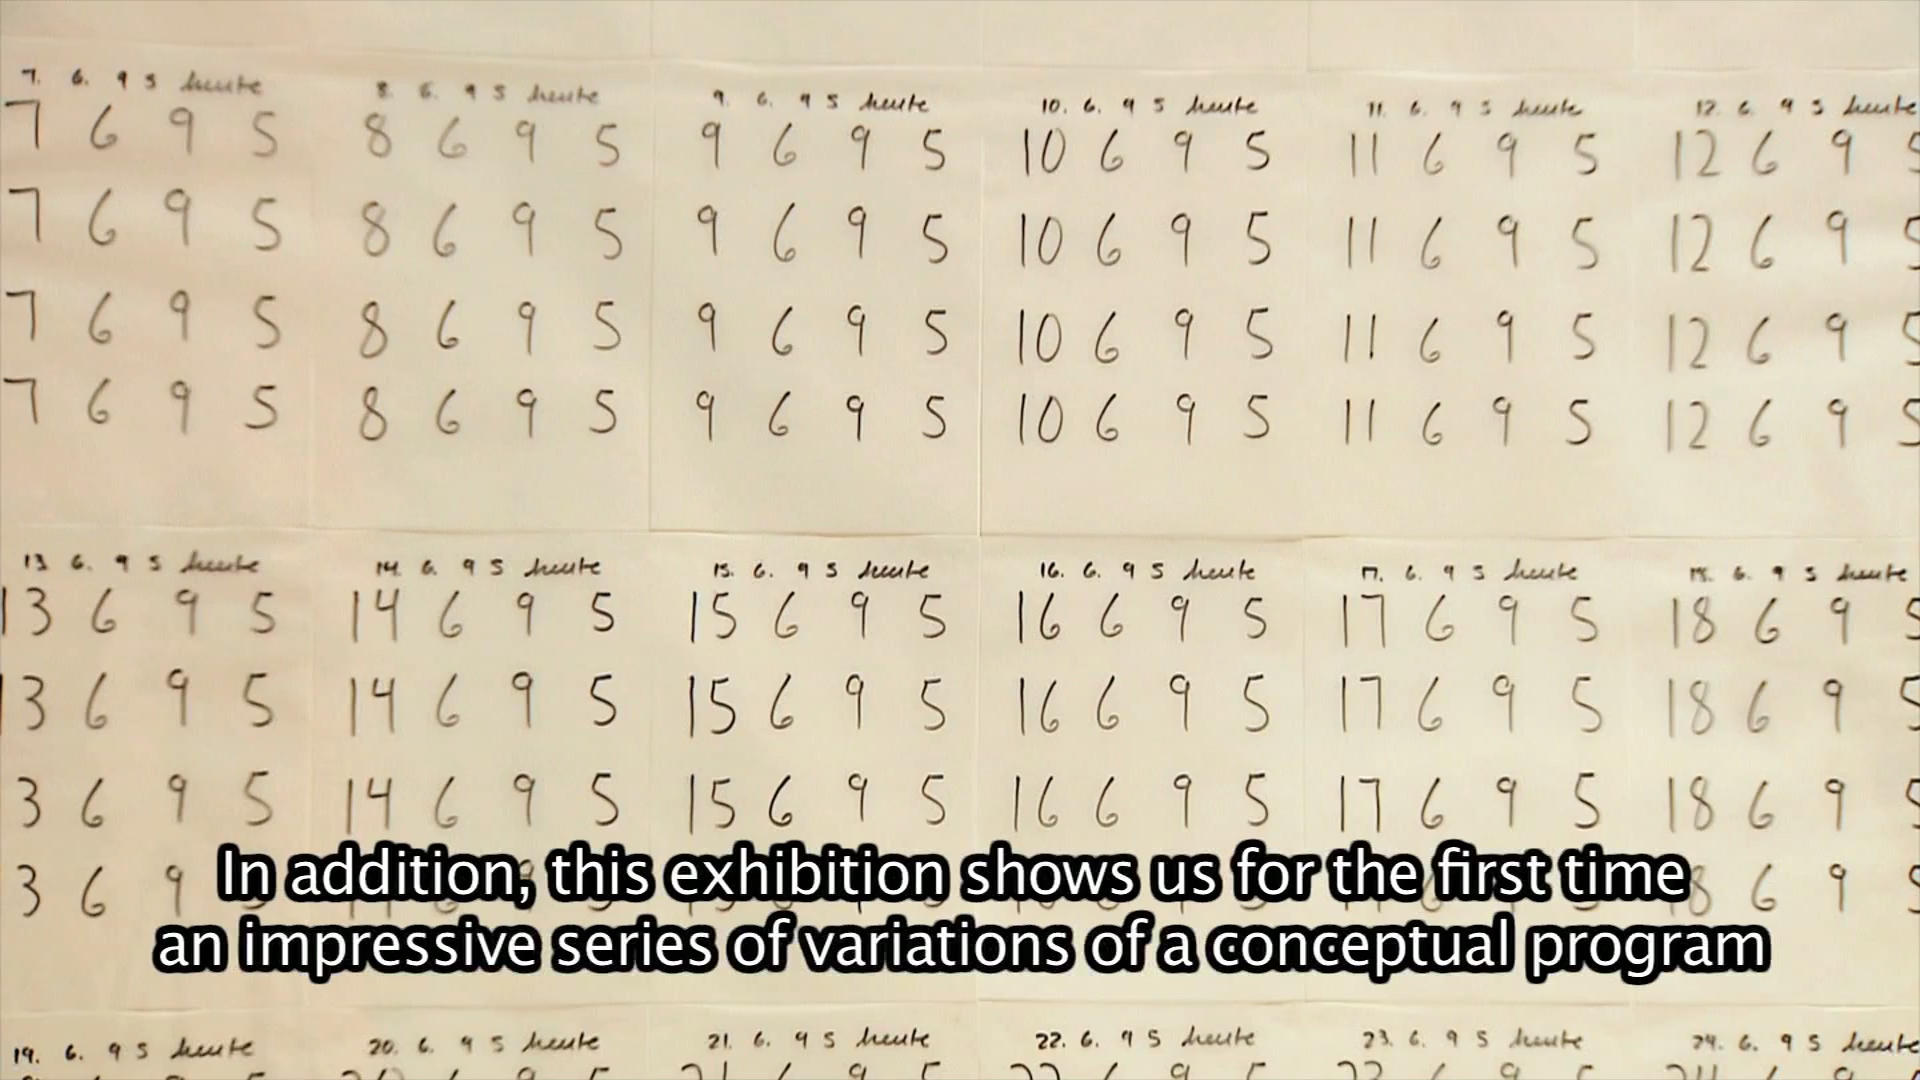 7. 6. 9 5 heute
7 6 9 5
7 6 9 5
7 6 9 5
7 6 9 5
8. 6. 9 5 heute
8 6 9 5
8 6 9 5
8 6 9 5
8 6 9 5
9. 6. 9 5 heute
9 6 9 5
9 6 9 5
9 6 9 5
9 6 9 5
10. 6. 9 5 heute
10 6 9 5
10 6 9 5
10 6 9 5
10 6 9 5
11. 6. 9 5 heute
11 6 9 5
11 6 9 5
11 6 9 5
11 6 9 5
12. 6. 9 5 heute
12 6 9 5
12 6 9 5
12 6 9 5
12 6 9 5
13 6. 9 5 heute
13 6 9 5
13 6 9 5
3 6 9 5
3 6 9
14. 6. 9 5 heute
14 6 9 5
14 6 9 5
14 6 9 5
15. 6. 9 5 heute
15 6 9 5
15 6 9 5
15 6 9 5
16. 6. 9 5 heute
16 6 9 5
16 6 9 5
16 6 9 5
17. 6. 9 5 heute
17 6 9 5
17 6 9 5
17 6 9 5
18. 6. 9 5 heute
18 6 9 5
18 6 9 5
18 6 9 5
8 6 9 5
In addition, this exhibition shows us for the first time
an impressive series of variations of a conceptual program
19. 6. 9 5 heute
20. 6. 9 5 heute
21. 6. 9 5 heute
22. 6. 9 5 heute
23. 6. 9 5 heute
24. 6. 9 5 heute